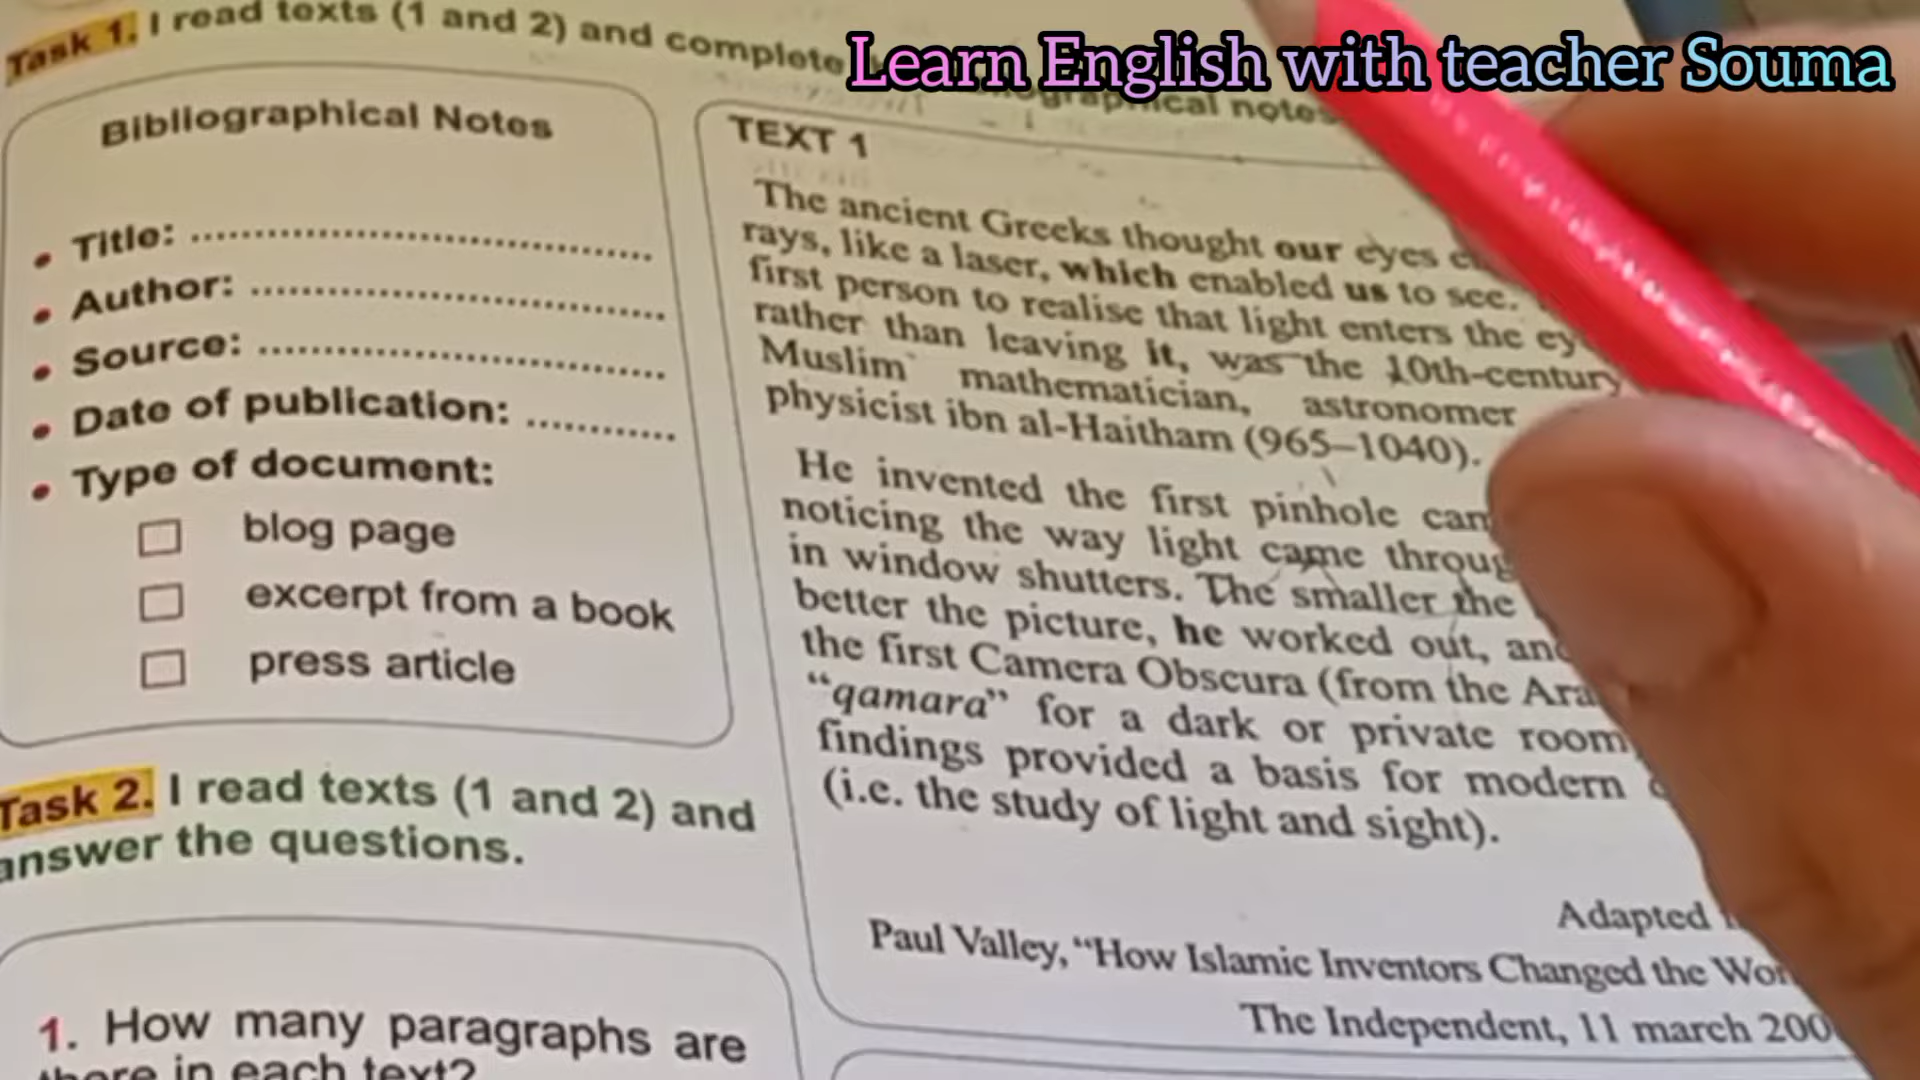 Learn English with teacher Souma
Task 1. I read texts (1 and 2) and complete
notes
Bibliographical Notes
• Title: ........................................
• Author: ....................................
• Source: ....................................
• Date of publication: .............
• Type of document:
blog page
excerpt from a book
press article
Task 2. I read texts (1 and 2) and
answer the questions.
1. How many paragraphs are
there in each text?
TEXT 1
The ancient Greeks thought our eyes
rays, like a laser, which enabled us to see.
first person to realise that light enters the
rather than leaving it, was the 10th-century
Muslim mathematician, astronomer
physicist ibn al-Haitham (965–1040).
He invented the first pinhole
noticing the way light came
in window shutters. The smaller the
better the picture, he worked out,
the first Camera Obscura (from the
“qamara” for a dark or private room
findings provided a basis for modern
(i.e. the study of light and sight).
Adapted
Paul Valley, “How Islamic Inventors Changed the
The Independent, 11 march